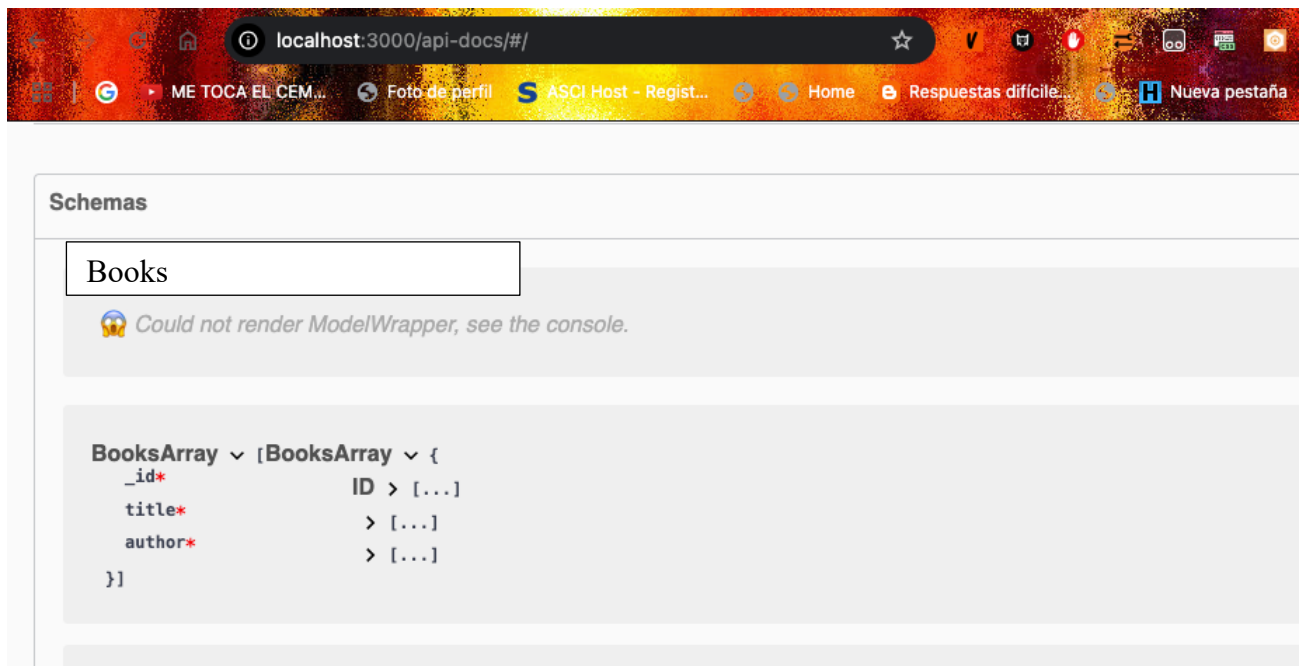 localhost:3000/api-docs/#/
ME TOCA EL CEM... Foto de perfil S ASCI Host - Regist... Home Respuestas difícile... H Nueva pestaña
Schemas
Books
Could not render ModelWrapper, see the console.
BooksArray [BooksArray {
_id* ID > [...]
title* > [...]
author* > [...]
}]